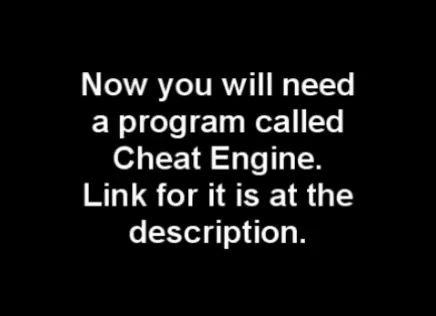 Now you will need
a program called
Cheat Engine.
Link for it is at the
description.